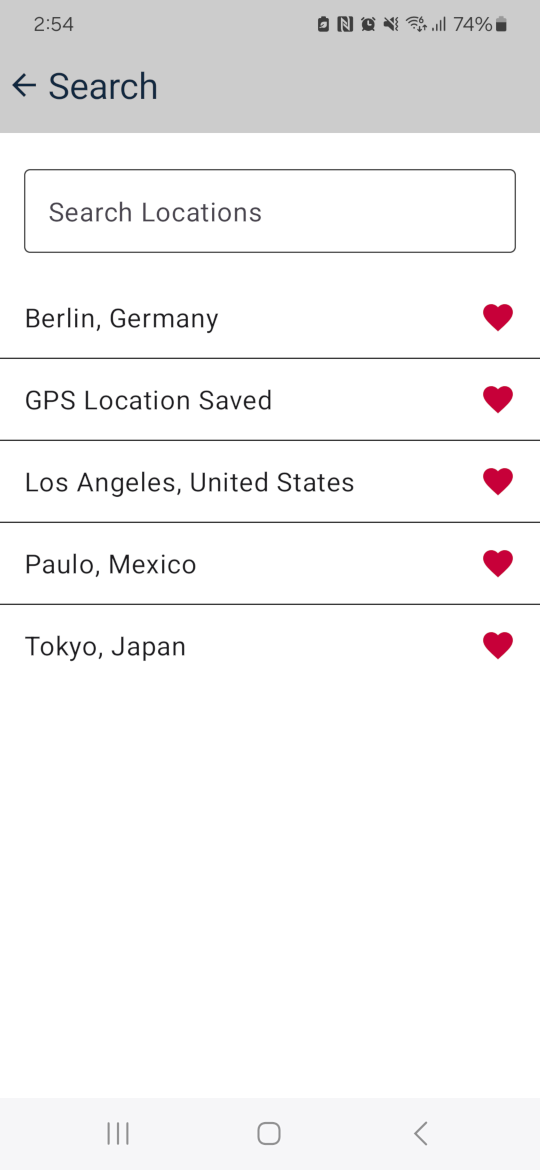 2:54
74%
Search
Search Locations
Berlin, Germany
GPS Location Saved
Los Angeles, United States
Paulo, Mexico
Tokyo, Japan